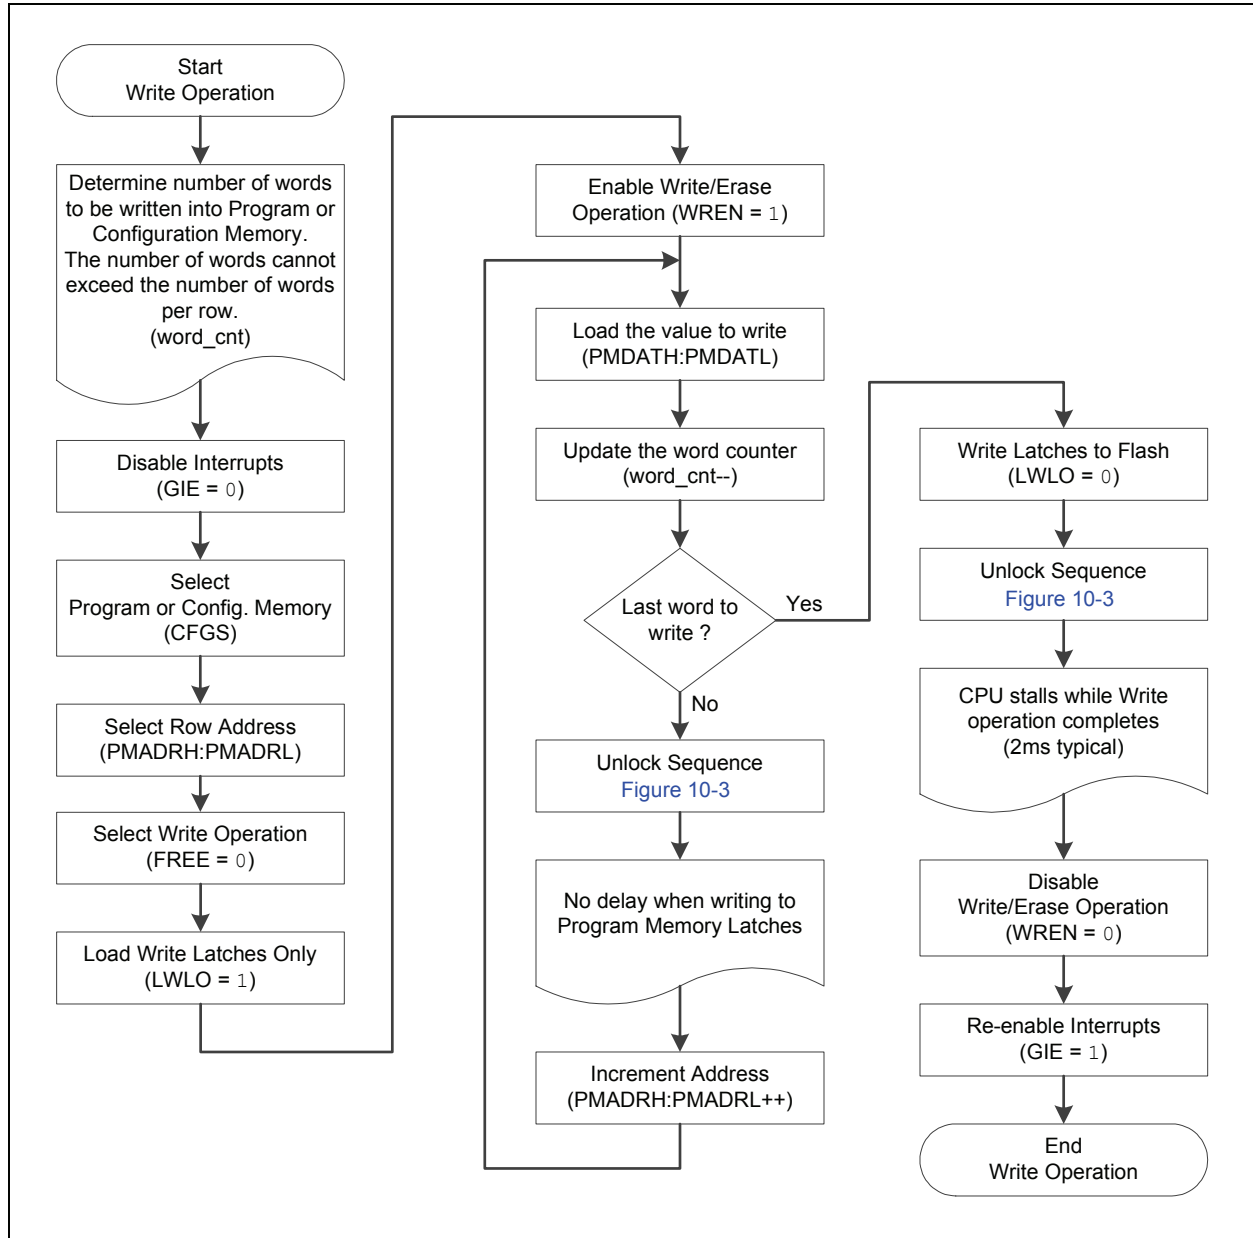 Start
Write Operation
Determine number of words
to be written into Program or
Configuration Memory.
The number of words cannot
exceed the number of words
per row.
(word_cnt)
Disable Interrupts
(GIE = 0)
Select
Program or Config. Memory
(CFGS)
Select Row Address
(PMADRH:PMADRL)
Select Write Operation
(FREE = 0)
Load Write Latches Only
(LWLO = 1)
Enable Write/Erase
Operation (WREN = 1)
Load the value to write
(PMDATH:PMDATL)
Update the word counter
(word_cnt--)
Last word to
write ?
Yes
No
Unlock Sequence
Figure 10-3
No delay when writing to
Program Memory Latches
Increment Address
(PMADRH:PMADRL++)
Write Latches to Flash
(LWLO = 0)
Unlock Sequence
Figure 10-3
CPU stalls while Write
operation completes
(2ms typical)
Disable
Write/Erase Operation
(WREN = 0)
Re-enable Interrupts
(GIE = 1)
End
Write Operation